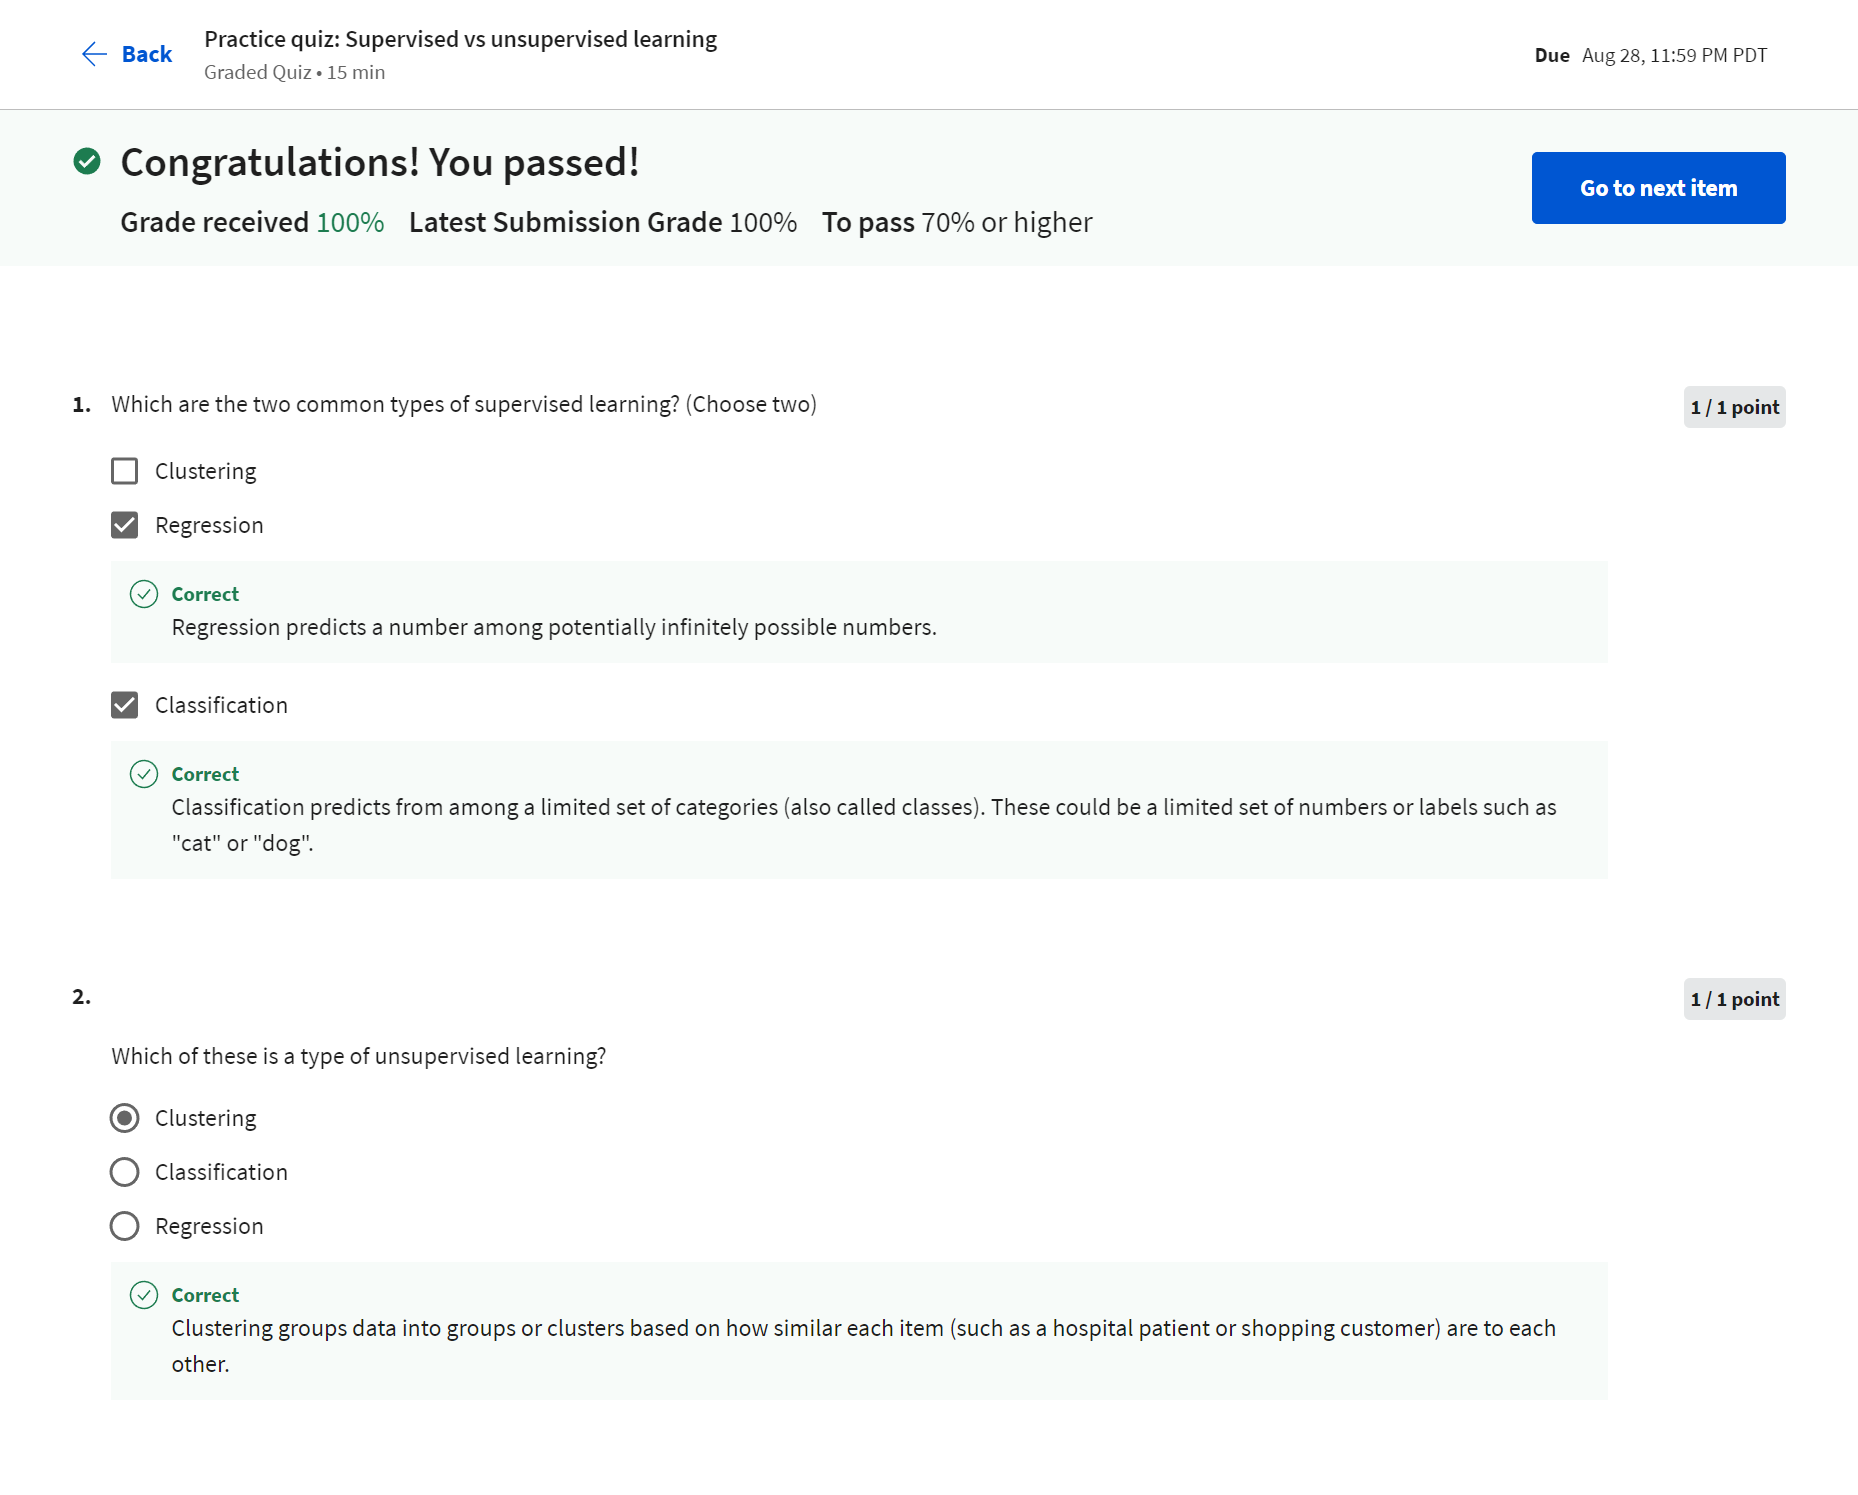 Back
Practice quiz: Supervised vs unsupervised learning
Graded Quiz • 15 min
Due Aug 28, 11:59 PM PDT
Congratulations! You passed!
Grade received 100% Latest Submission Grade 100% To pass 70% or higher
Go to next item
1. Which are the two common types of supervised learning? (Choose two)
1 / 1 point
Clustering
Regression
Correct
Regression predicts a number among potentially infinitely possible numbers.
Classification
Correct
Classification predicts from among a limited set of categories (also called classes). These could be a limited set of numbers or labels such as
"cat" or "dog".
2.
1 / 1 point
Which of these is a type of unsupervised learning?
Clustering
Classification
Regression
Correct
Clustering groups data into groups or clusters based on how similar each item (such as a hospital patient or shopping customer) are to each
other.